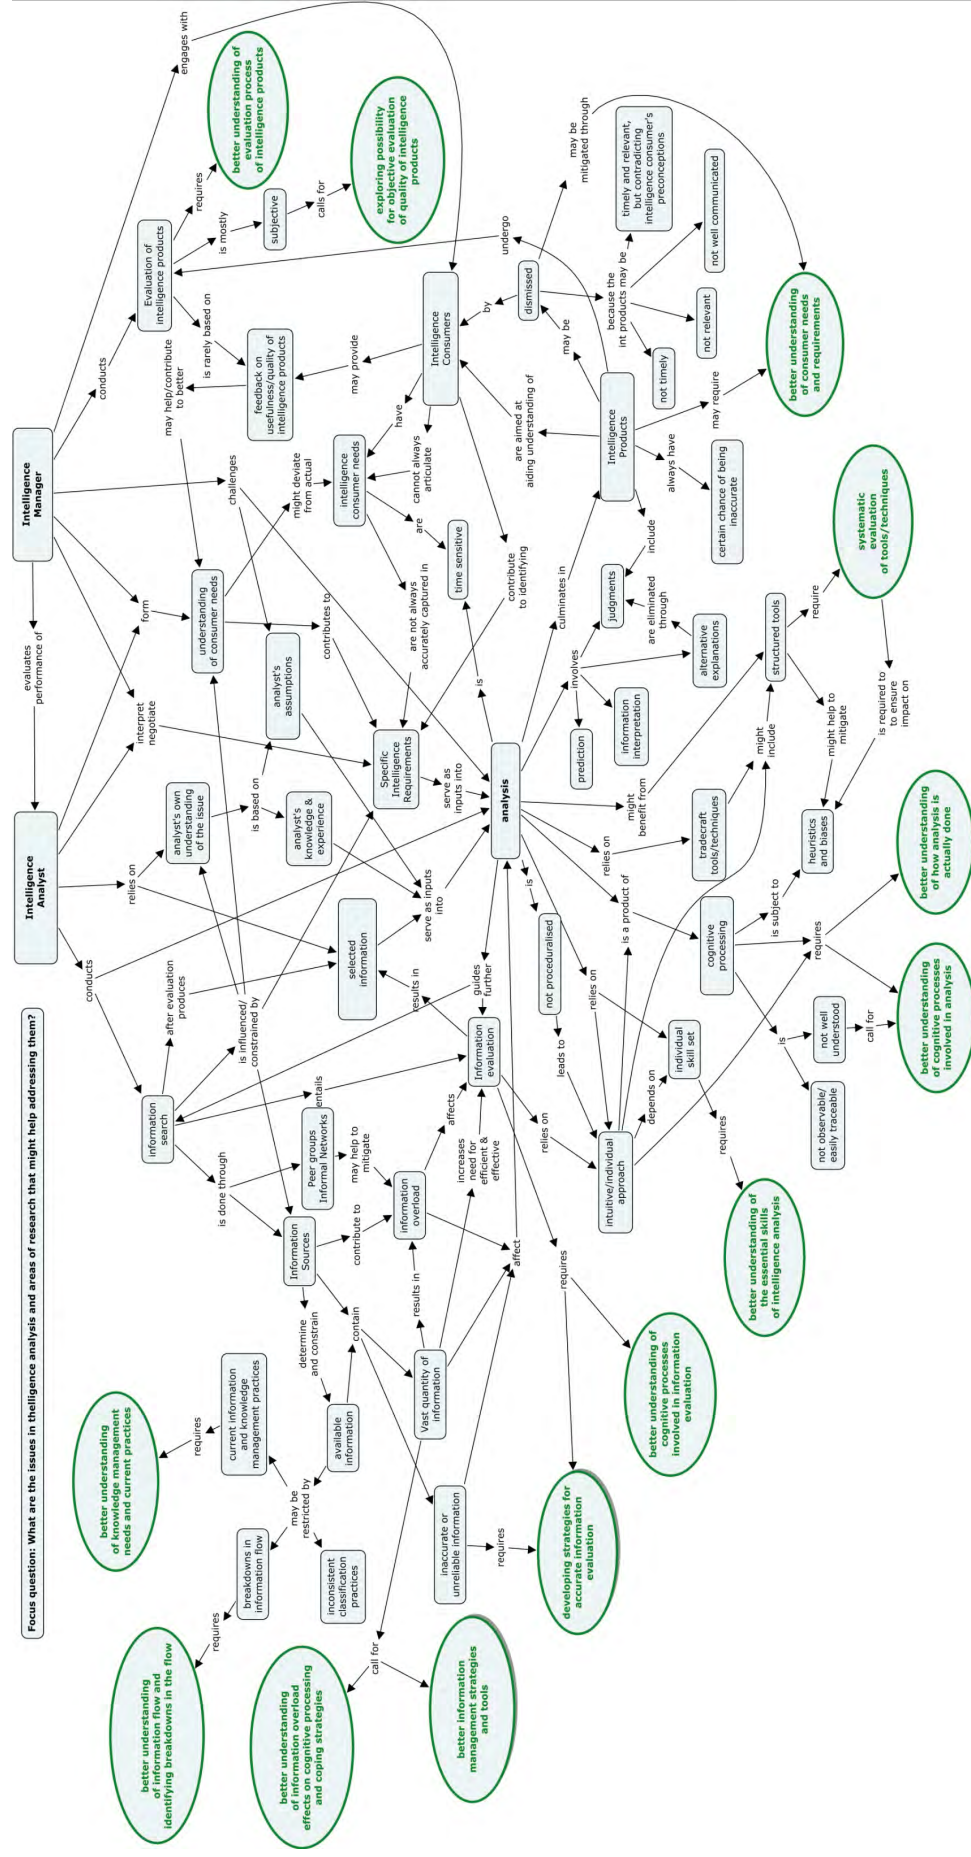 Focus question: What are the issues in thelligence analysis and areas of research that might help addressing them?
Intelligence
Manager
Intelligence
Analyst
evaluates
performance of
engages with
conducts
challenges
form
interpret
negotiate
relies on
conducts
Evaluation of
intelligence products
requires
better understanding of
evaluation process
of intelligence products
is mostly
subjective
calls for
exploring possibility
for objective evaluation
of quality of intelligence
products
is rarely based on
feedback on
usefulness/quality of
intelligence products
may help/contribute
to better
may provide
undergo
understanding
of consumer needs
might deviate
from actual
intelligence
consumer needs
have
cannot always
articulate
Intelligence
Consumers
are
time sensitive
are not always
accurately captured in
contribute
to identifying
contributes to
analyst's own
understanding
of the issue
is based on
analyst's
assumptions
analyst's
knowledge &
experience
Specific
Intelligence
Requirements
serve as
inputs into
serve as inputs
into
selected
information
results in
information
search
after evaluation
produces
is influenced/
constrained by
entails
is done through
Peer groups
Informal Networks
may help to
mitigate
Information
Sources
contribute to
information
overload
affects
determine
and constrain
contain
available
information
may be
restricted by
current information
and knowledge
management practices
requires
better understanding
of knowledge management
needs and current practices
breakdowns in
information flow
requires
better understanding
of information flow and
identifying breakdowns in the flow
inconsistent
classification
practices
Vast quantity of
information
results in
increases
need for
efficient &
effective
affect
call for
better understanding
of information overload
effects on cognitive processing
and coping strategies
better information
management strategies
and tools
inaccurate or
unreliable information
requires
developing strategies for
accurate information
evaluation
Information
evaluation
guides
further
relies on
requires
better understanding of
cognitive processes
involved in information
evaluation
analysis
is
is
not proceduralised
leads to
relies on
intuitive/individual
approach
depends on
individual
skill set
requires
better understanding of
the essential skills
of intelligence analysis
is a product of
cognitive
processing
is subject to
heuristics
and biases
is
not observable/
easily traceable
not well
understood
call for
better understanding
of cognitive processes
involved in analysis
requires
better understanding
of how analysis is
actually done
relies on
tradecraft
tools/techniques
might
include
might
benefit from
structured tools
might help to
mitigate
require
systematic
evaluation
of tools/techniques
is required to
to ensure
impact on
involves
prediction
information
interpretation
alternative
explanations
are eliminated
through
judgments
include
culminates in
Intelligence
Products
are aimed at
aiding understanding of
always have
certain chance of being
inaccurate
may require
better understanding
of consumer needs
and requirements
may be
dismissed
by
because the
int products may be
not timely
not relevant
not well communicated
timely and relevant,
but contradicting
intelligence consumer's
preconceptions
may be
mitigated through